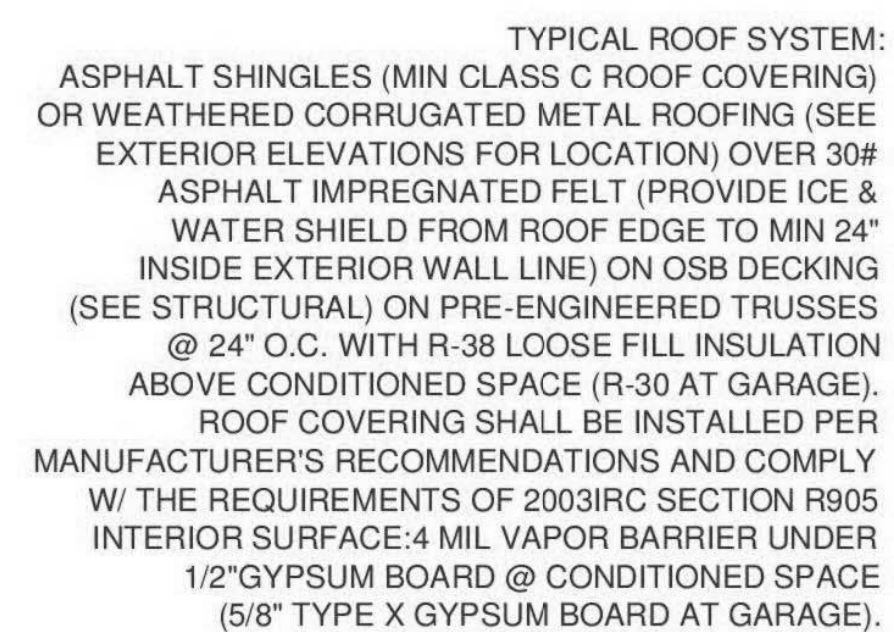 TYPICAL ROOF SYSTEM:
ASPHALT SHINGLES (MIN CLASS C ROOF COVERING)
OR WEATHERED CORRUGATED METAL ROOFING (SEE
EXTERIOR ELEVATIONS FOR LOCATION) OVER 30#
ASPHALT IMPREGNATED FELT (PROVIDE ICE &
WATER SHIELD FROM ROOF EDGE TO MIN 24"
INSIDE EXTERIOR WALL LINE) ON OSB DECKING
(SEE STRUCTURAL) ON PRE-ENGINEERED TRUSSES
@ 24" O.C. WITH R-38 LOOSE FILL INSULATION
ABOVE CONDITIONED SPACE (R-30 AT GARAGE).
ROOF COVERING SHALL BE INSTALLED PER
MANUFACTURER'S RECOMMENDATIONS AND COMPLY
W/ THE REQUIREMENTS OF 2003IRC SECTION R905
INTERIOR SURFACE:4 MIL VAPOR BARRIER UNDER
1/2"GYPSUM BOARD @ CONDITIONED SPACE
(5/8" TYPE X GYPSUM BOARD AT GARAGE).